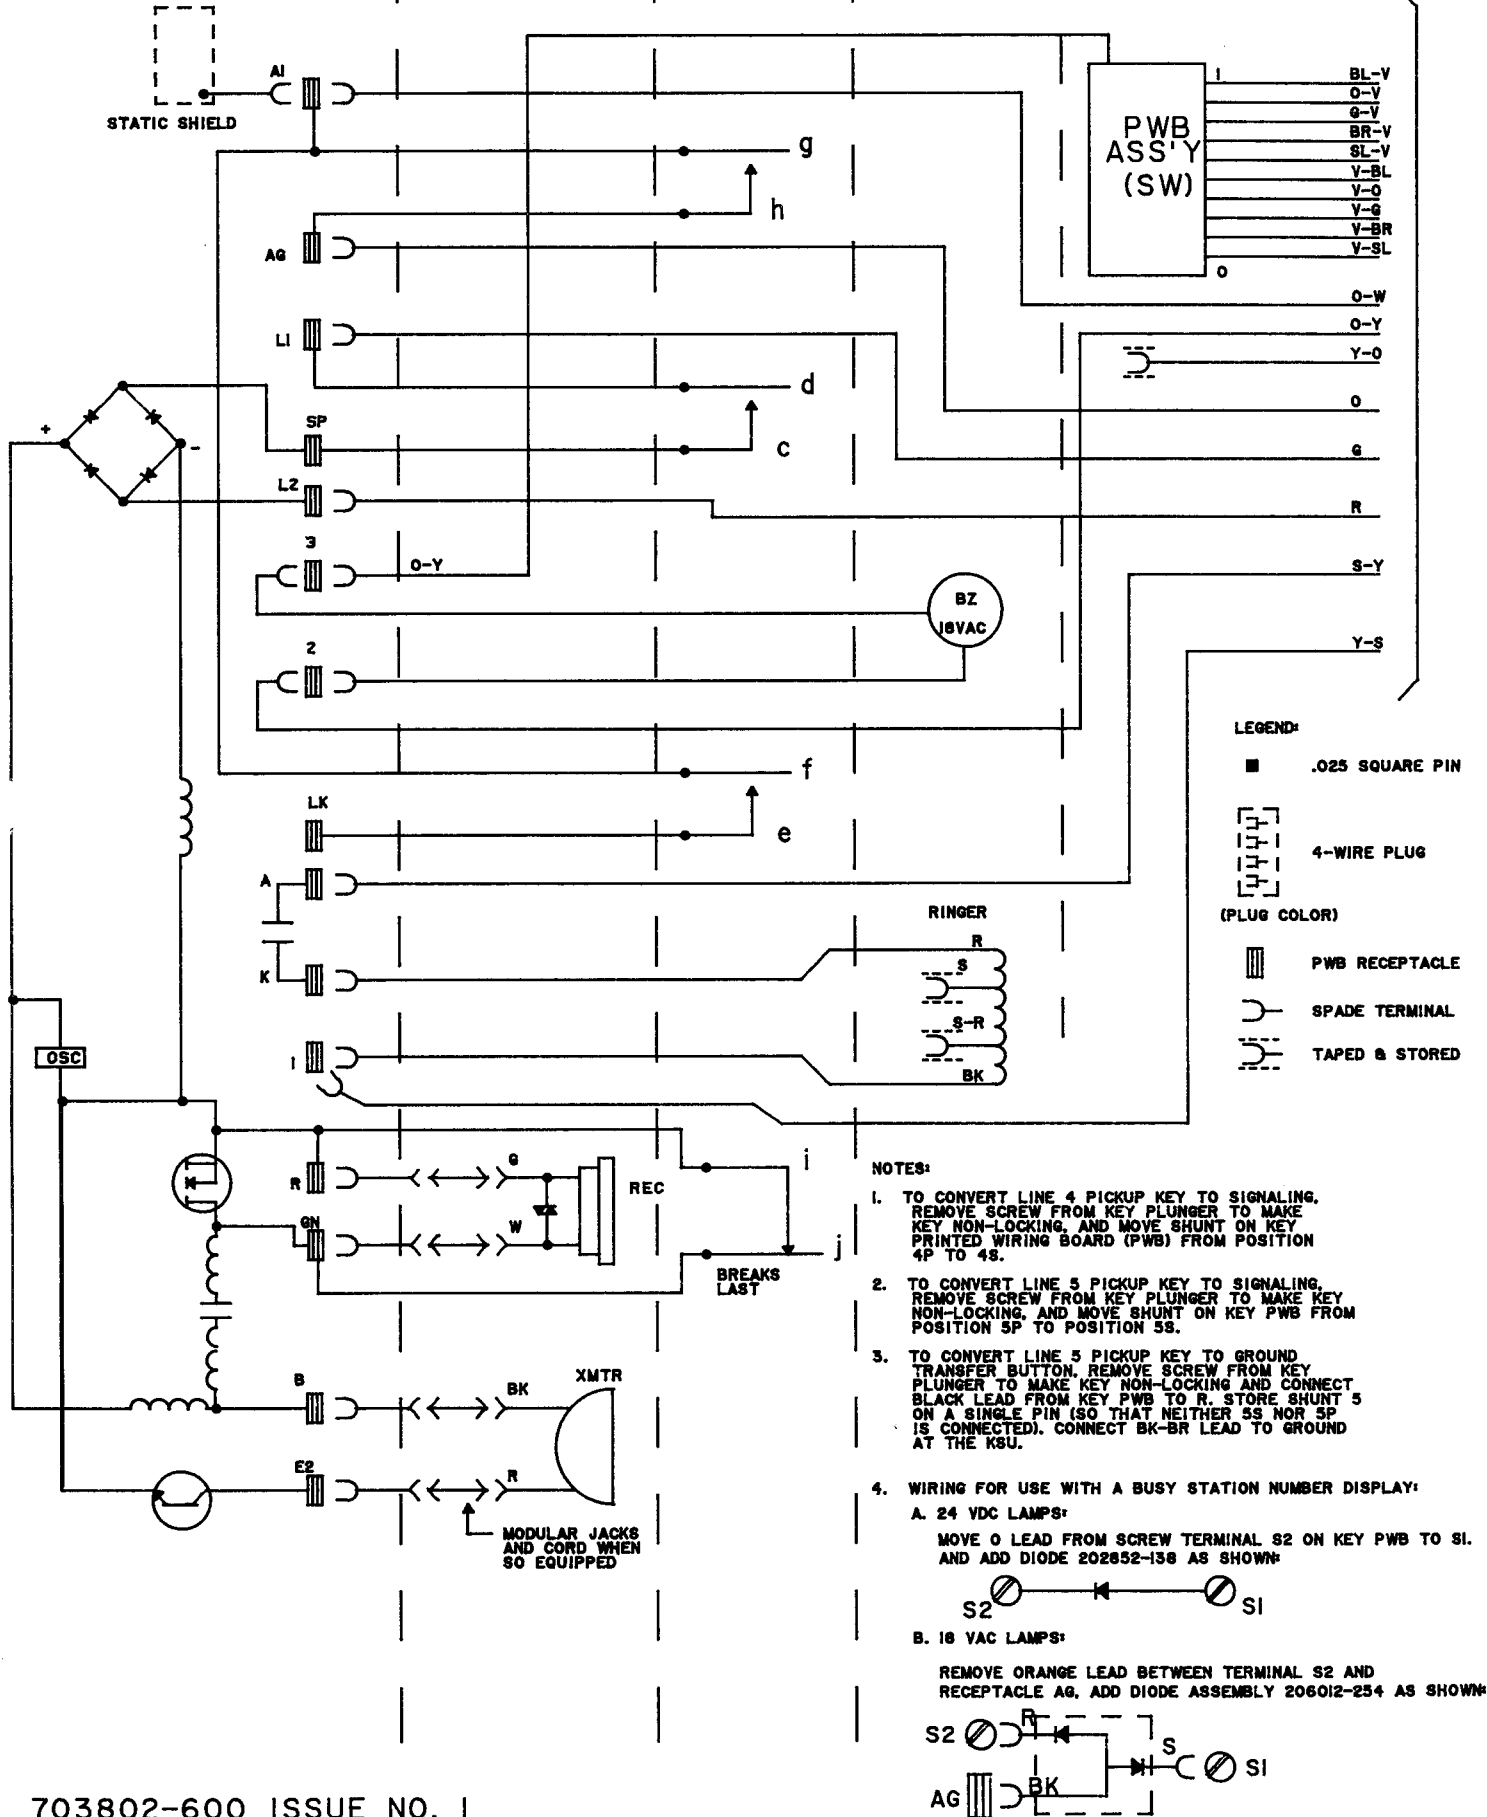 STATIC SHIELD
A1
g
h
AG
L1
d
+
-
SP
c
L2
3
O-Y
BZ
18VAC
2
f
LK
e
A
K
RINGER
R
S
S-R
BK
1
OSC
i
R
G
W
REC
GN
j
BREAKS
LAST
B
BK
XMTR
E2
R
MODULAR JACKS
AND CORD WHEN
SO EQUIPPED
PWB
ASS'Y
(SW)
1
0
BL-V
O-V
G-V
BR-V
SL-V
V-BL
V-O
V-G
V-BR
V-SL
O-W
O-Y
Y-O
O
G
R
S-Y
Y-S
LEGEND:
.025 SQUARE PIN
4-WIRE PLUG
(PLUG COLOR)
PWB RECEPTACLE
SPADE TERMINAL
TAPED & STORED
NOTES:
1. TO CONVERT LINE 4 PICKUP KEY TO SIGNALING,
REMOVE SCREW FROM KEY PLUNGER TO MAKE
KEY NON-LOCKING, AND MOVE SHUNT ON KEY
PRINTED WIRING BOARD (PWB) FROM POSITION
4P TO 4S.
2. TO CONVERT LINE 5 PICKUP KEY TO SIGNALING,
REMOVE SCREW FROM KEY PLUNGER TO MAKE KEY
NON-LOCKING, AND MOVE SHUNT ON KEY PWB FROM
POSITION 5P TO POSITION 5S.
3. TO CONVERT LINE 5 PICKUP KEY TO GROUND
TRANSFER BUTTON, REMOVE SCREW FROM KEY
PLUNGER TO MAKE KEY NON-LOCKING AND CONNECT
BLACK LEAD FROM KEY PWB TO R. STORE SHUNT 5
ON A SINGLE PIN (SO THAT NEITHER 5S NOR 5P
IS CONNECTED). CONNECT BK-BR LEAD TO GROUND
AT THE KSU.
4. WIRING FOR USE WITH A BUSY STATION NUMBER DISPLAY:
A. 24 VDC LAMPS:
MOVE O LEAD FROM SCREW TERMINAL S2 ON KEY PWB TO S1.
AND ADD DIODE 202852-138 AS SHOWN:
S2
S1
B. 18 VAC LAMPS:
REMOVE ORANGE LEAD BETWEEN TERMINAL S2 AND
RECEPTACLE AG, ADD DIODE ASSEMBLY 206012-254 AS SHOWN:
S2
R
S
S1
AG
BK
703802-600 ISSUE NO. 1